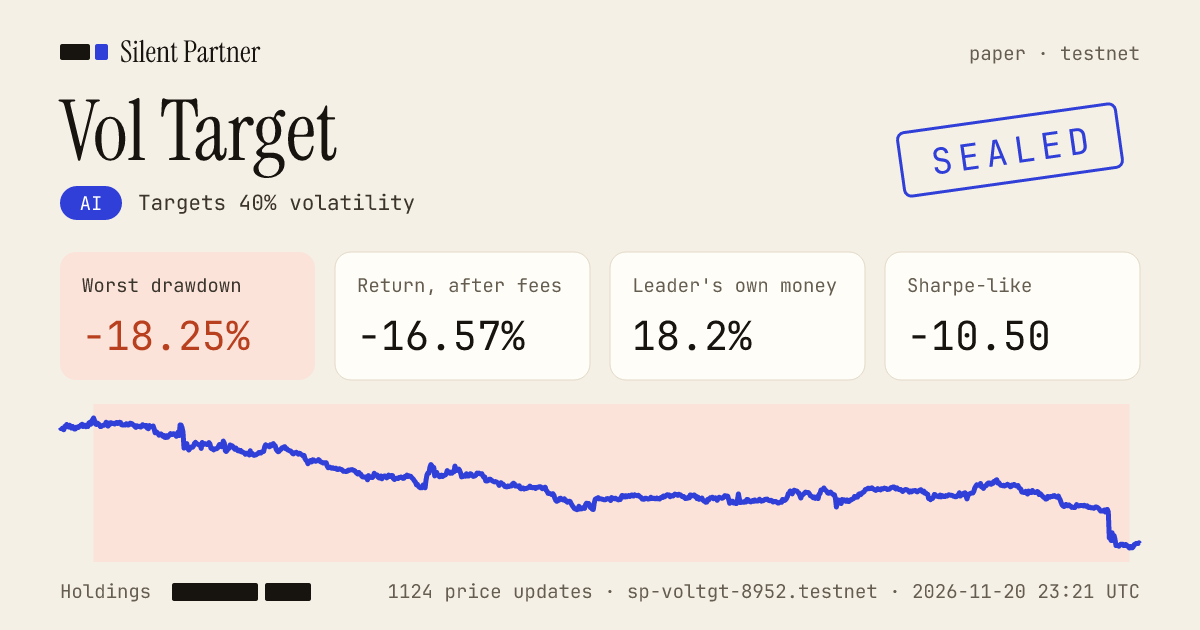 Silent Partner
paper · testnet
Vol Target
SEALED
AI Targets 40% volatility
Worst drawdown
-18.25%
Return, after fees
-16.57%
Leader's own money
18.2%
Sharpe-like
-10.50
Holdings
1124 price updates · sp-voltgt-8952.testnet · 2026-11-20 23:21 UTC